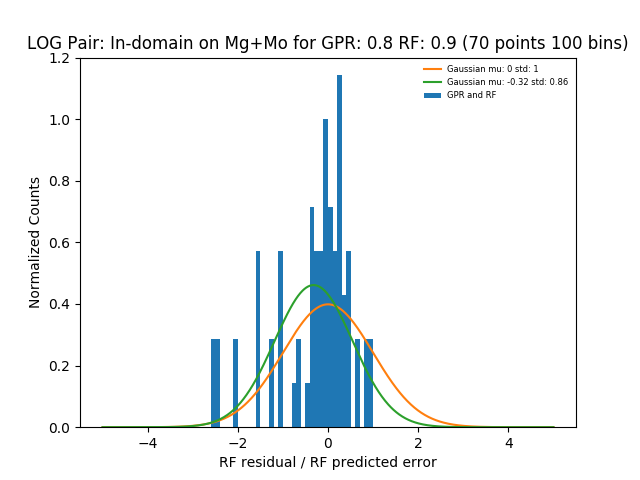 LOG Pair: In-domain on Mg+Mo for GPR: 0.8 RF: 0.9 (70 points 100 bins)
Gaussian mu: 0 std: 1
Gaussian mu: -0.32 std: 0.86
GPR and RF
Normalized Counts
1.2
1.0
0.8
0.6
0.4
0.2
0.0
−4 −2 0 2 4
RF residual / RF predicted error